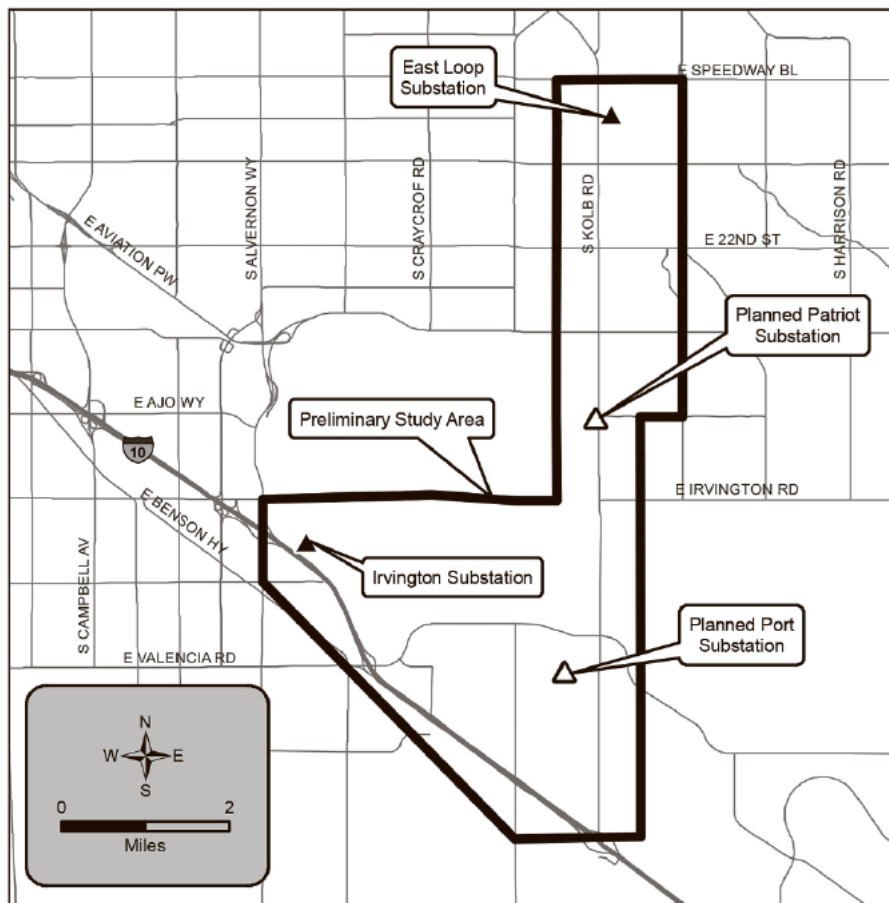 E SPEEDWAY BL
East Loop
Substation
S ALVERNON WY
S CRAYCROF RD
S KOLB RD
S HARRISON RD
E AVIATION PW
E 22ND ST
Planned Patriot
Substation
E AJO WY
Preliminary Study Area
10
E BENSON HY
E IRVINGTON RD
S CAMPBELL AV
Irvington Substation
Planned Port
Substation
E VALENCIA RD
N
W E
S
0 2
Miles